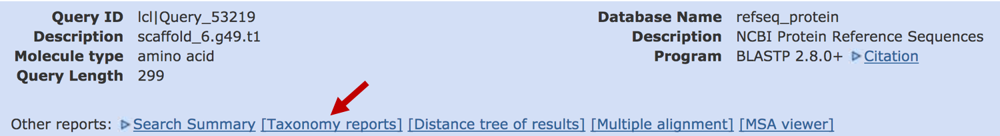 Query ID lcl|Query_53219
Description scaffold_6.g49.t1
Molecule type amino acid
Query Length 299
Database Name refseq_protein
Description NCBI Protein Reference Sequences
Program BLASTP 2.8.0+ Citation
Other reports: Search Summary [Taxonomy reports] [Distance tree of results] [Multiple alignment] [MSA viewer]